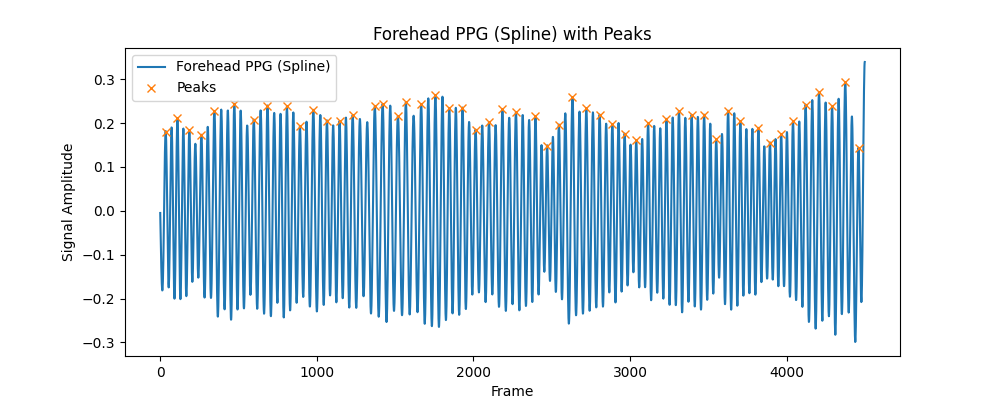 Forehead PPG (Spline) with Peaks
Forehead PPG (Spline)
Peaks
0.3
0.2
0.1
0.0
−0.1
−0.2
−0.3
Signal Amplitude
0 1000 2000 3000 4000
Frame